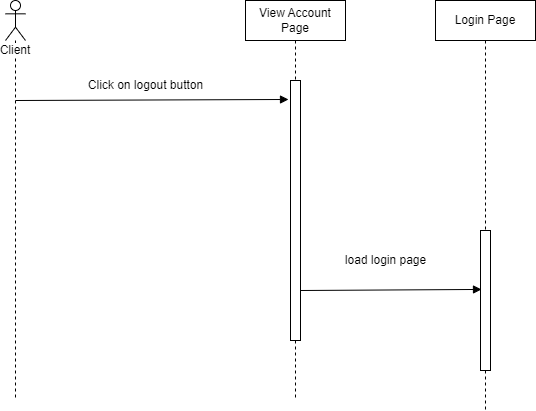 View Account
Page
Login Page
Client
Click on logout button
load login page